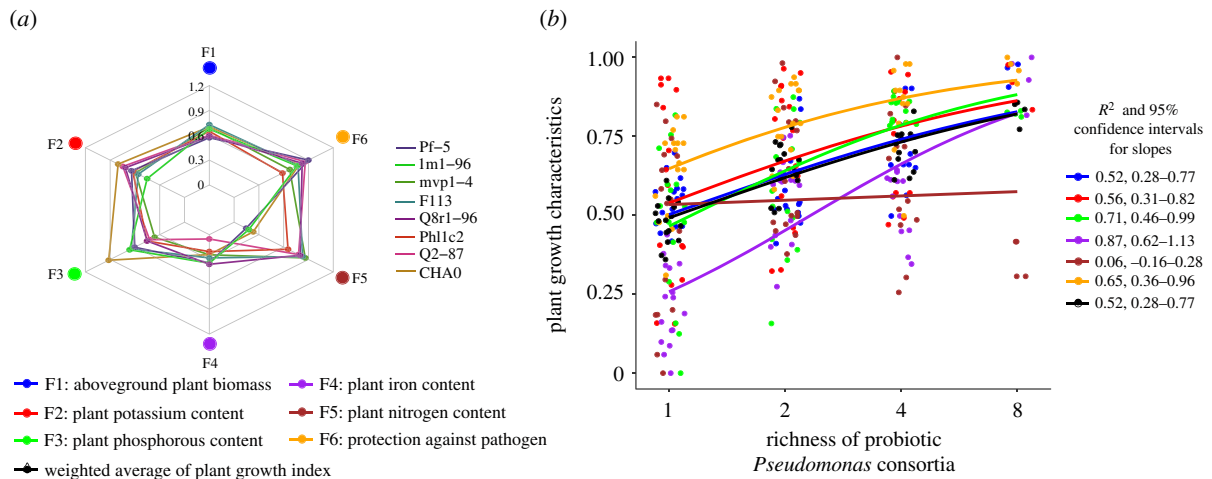 (a)
F1
1,2
0,9
0,6
0,3
0
F2
F3
F4
F5
F6
Pf−5
1m1−96
mvp1−4
F113
Q8r1−96
Phl1c2
Q2−87
CHA0
F1: aboveground plant biomass
F2: plant potassium content
F3: plant phosphorous content
weighted average of plant growth index
F4: plant iron content
F5: plant nitrogen content
F6: protection against pathogen
(b)
plant growth characteristics
1.00
0.75
0.50
0.25
0
1 2 4 8
richness of probiotic
Pseudomonas consortia
R² and 95%
confidence intervals
for slopes
0.52, 0.28–0.77
0.56, 0.31–0.82
0.71, 0.46–0.99
0.87, 0.62–1.13
0.06, −0.16–0.28
0.65, 0.36–0.96
0.52, 0.28–0.77